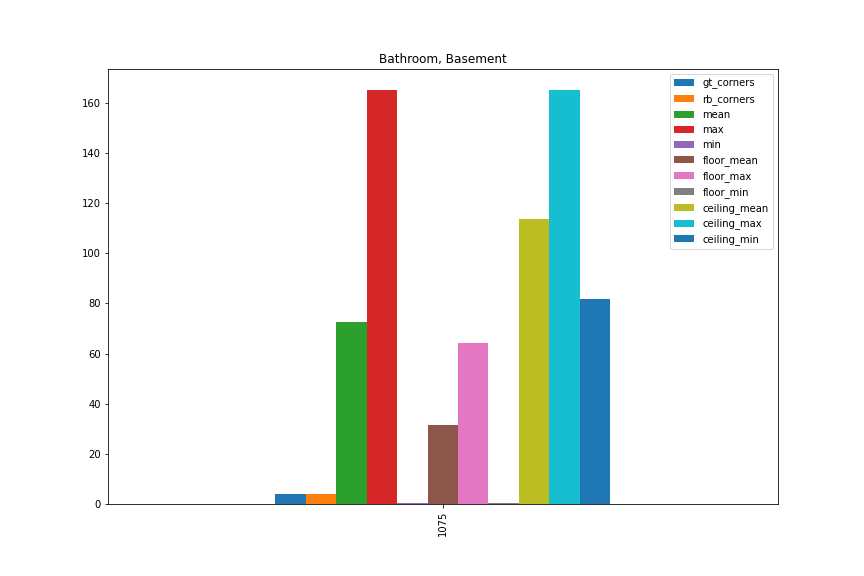 Bathroom, Basement
gt_corners
rb_corners
mean
max
min
floor_mean
floor_max
floor_min
ceiling_mean
ceiling_max
ceiling_min
160
140
120
100
80
60
40
20
0
1075